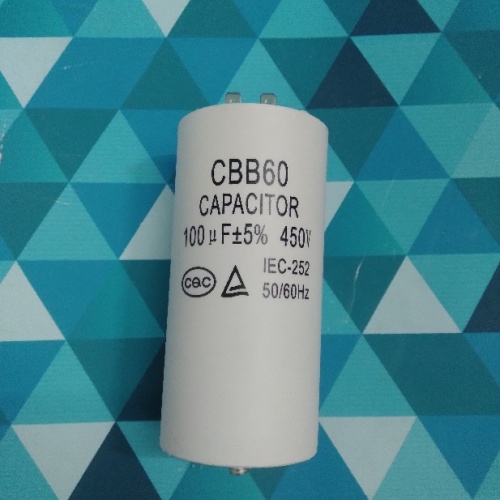 CBB60
CAPACITOR
100μF±5% 450V
IEC-252
cqc
50/60Hz